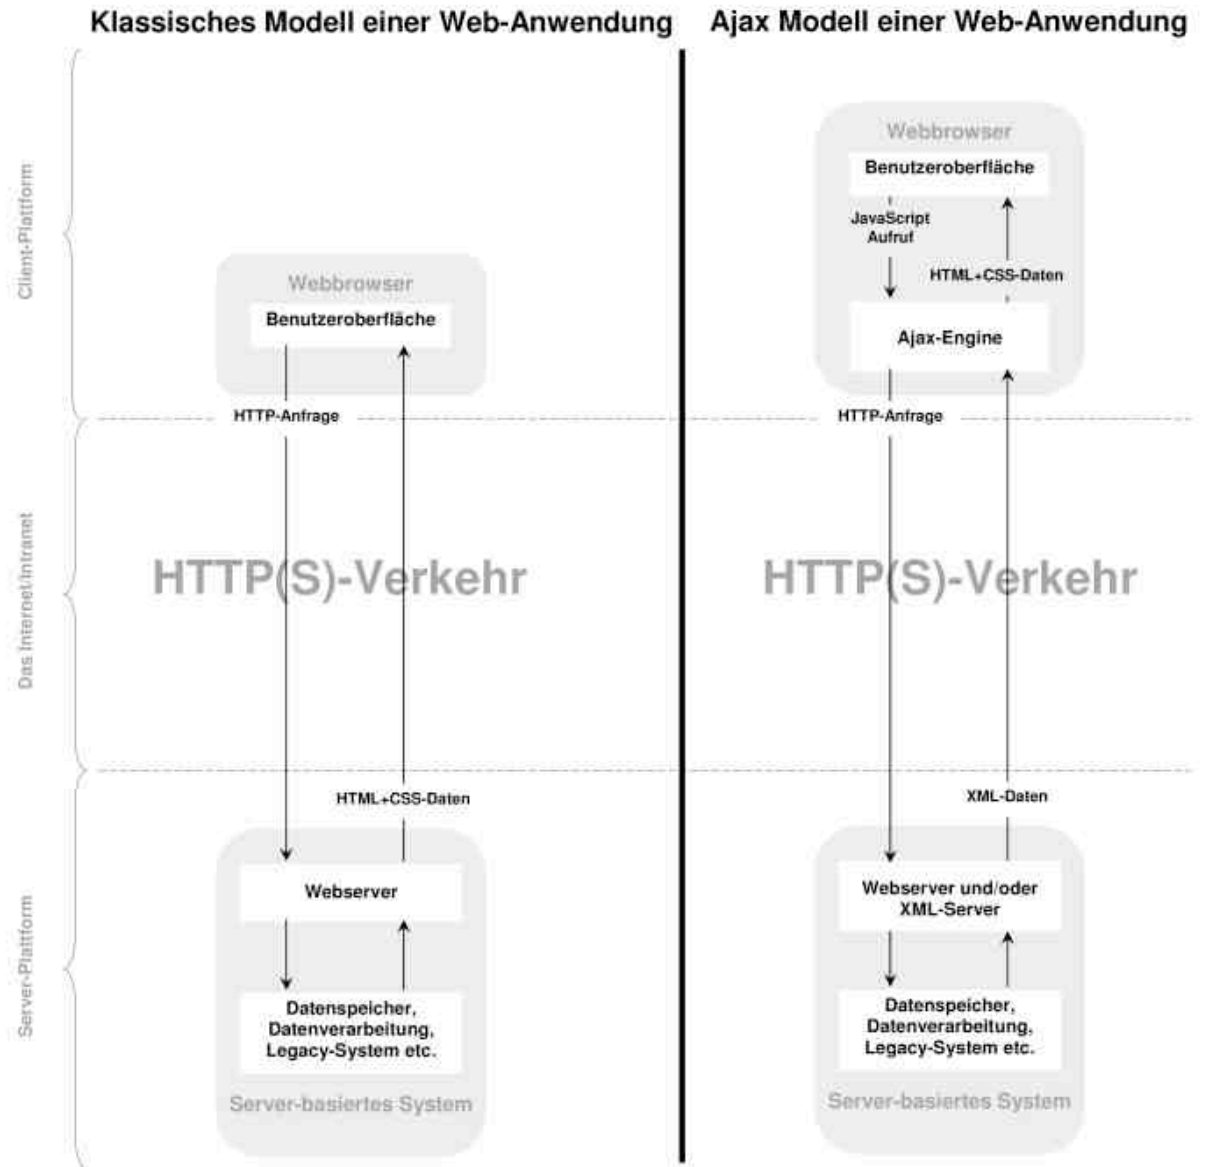 Klassisches Modell einer Web-Anwendung
Ajax Modell einer Web-Anwendung
Client-Plattform
Das Internet/Intranet
Server-Plattform
Webbrowser
Benutzeroberfläche
HTTP-Anfrage
HTTP(S)-Verkehr
HTML+CSS-Daten
Webserver
Datenspeicher,
Datenverarbeitung,
Legacy-System etc.
Server-basiertes System
Webbrowser
Benutzeroberfläche
JavaScript
Aufruf
HTML+CSS-Daten
Ajax-Engine
HTTP-Anfrage
HTTP(S)-Verkehr
XML-Daten
Webserver und/oder
XML-Server
Datenspeicher,
Datenverarbeitung,
Legacy-System etc.
Server-basiertes System